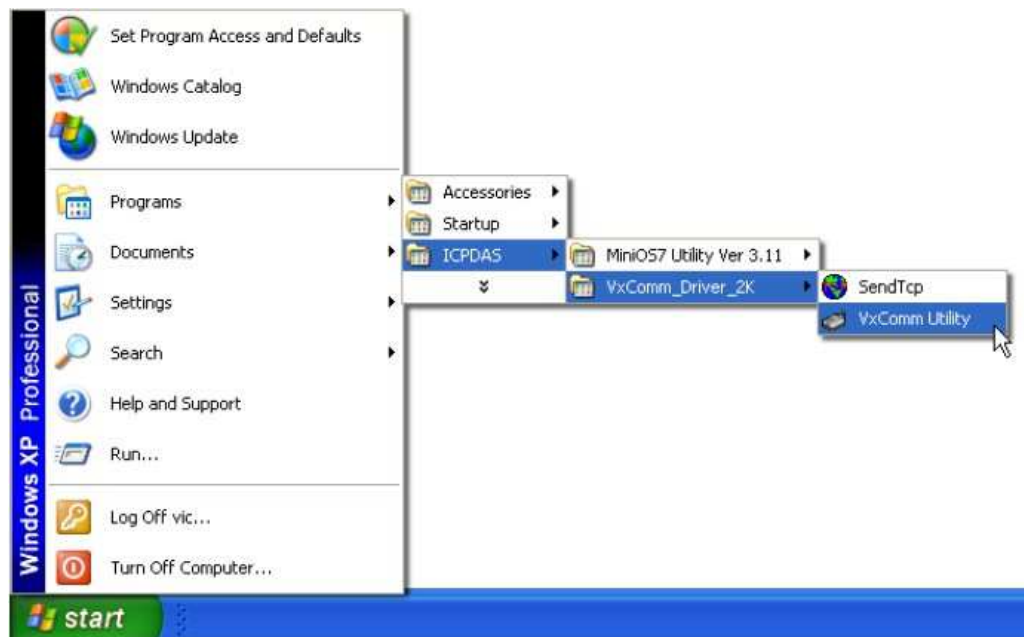 Set Program Access and Defaults
Windows Catalog
Windows Update
Programs
Documents
Settings
Search
Help and Support
Run...
Log Off vic...
Turn Off Computer...
Windows XP Professional
Accessories
Startup
ICPDAS
MiniOS7 Utility Ver 3.11
VxComm_Driver_2K
SendTcp
VxComm Utility
start